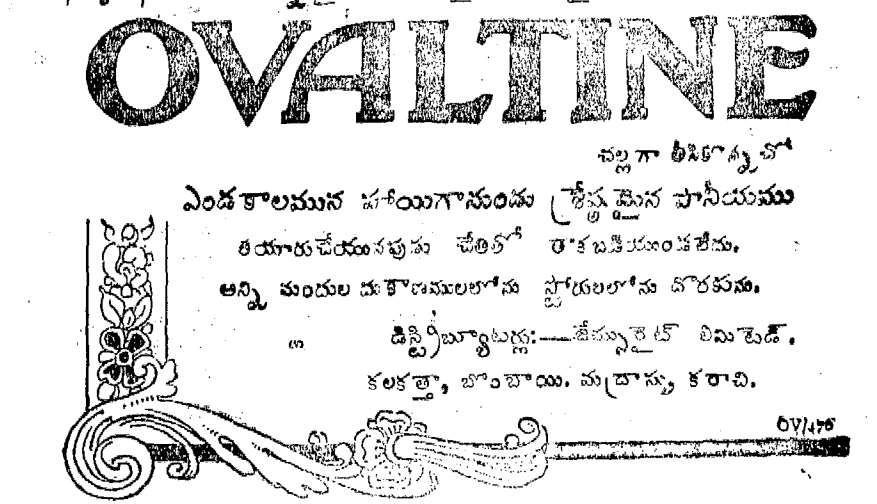 OVALTINE
చల్లగా తీసికొన్నచో
ఎండకాలమున హాయిగానుండు శ్రేష్ఠమైన పానీయము
తయారుచేయునపుడు చేతితో తాకబడియుండలేదు.
అన్ని మందుల దుకాణములలోను స్టోరులలోను దొరకును.
డిస్ట్రిబ్యూటర్లు:—జేమ్సురైట్ లిమిటెడ్.
కలకత్తా, బొంబాయి. మద్రాస్సు, కరాచి.
OV/476